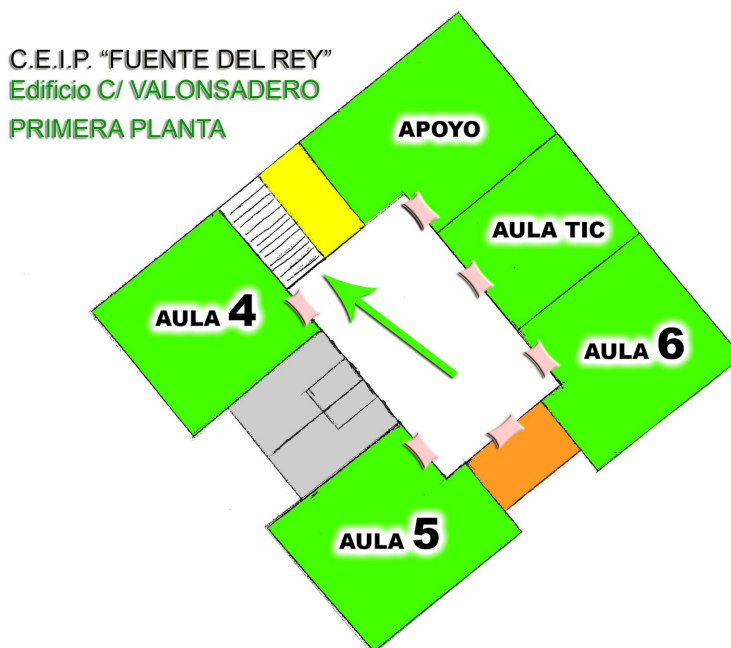 C.E.I.P. “FUENTE DEL REY”
Edificio C/ VALONSADERO
PRIMERA PLANTA
APOYO
AULA TIC
AULA 4
AULA 6
AULA 5